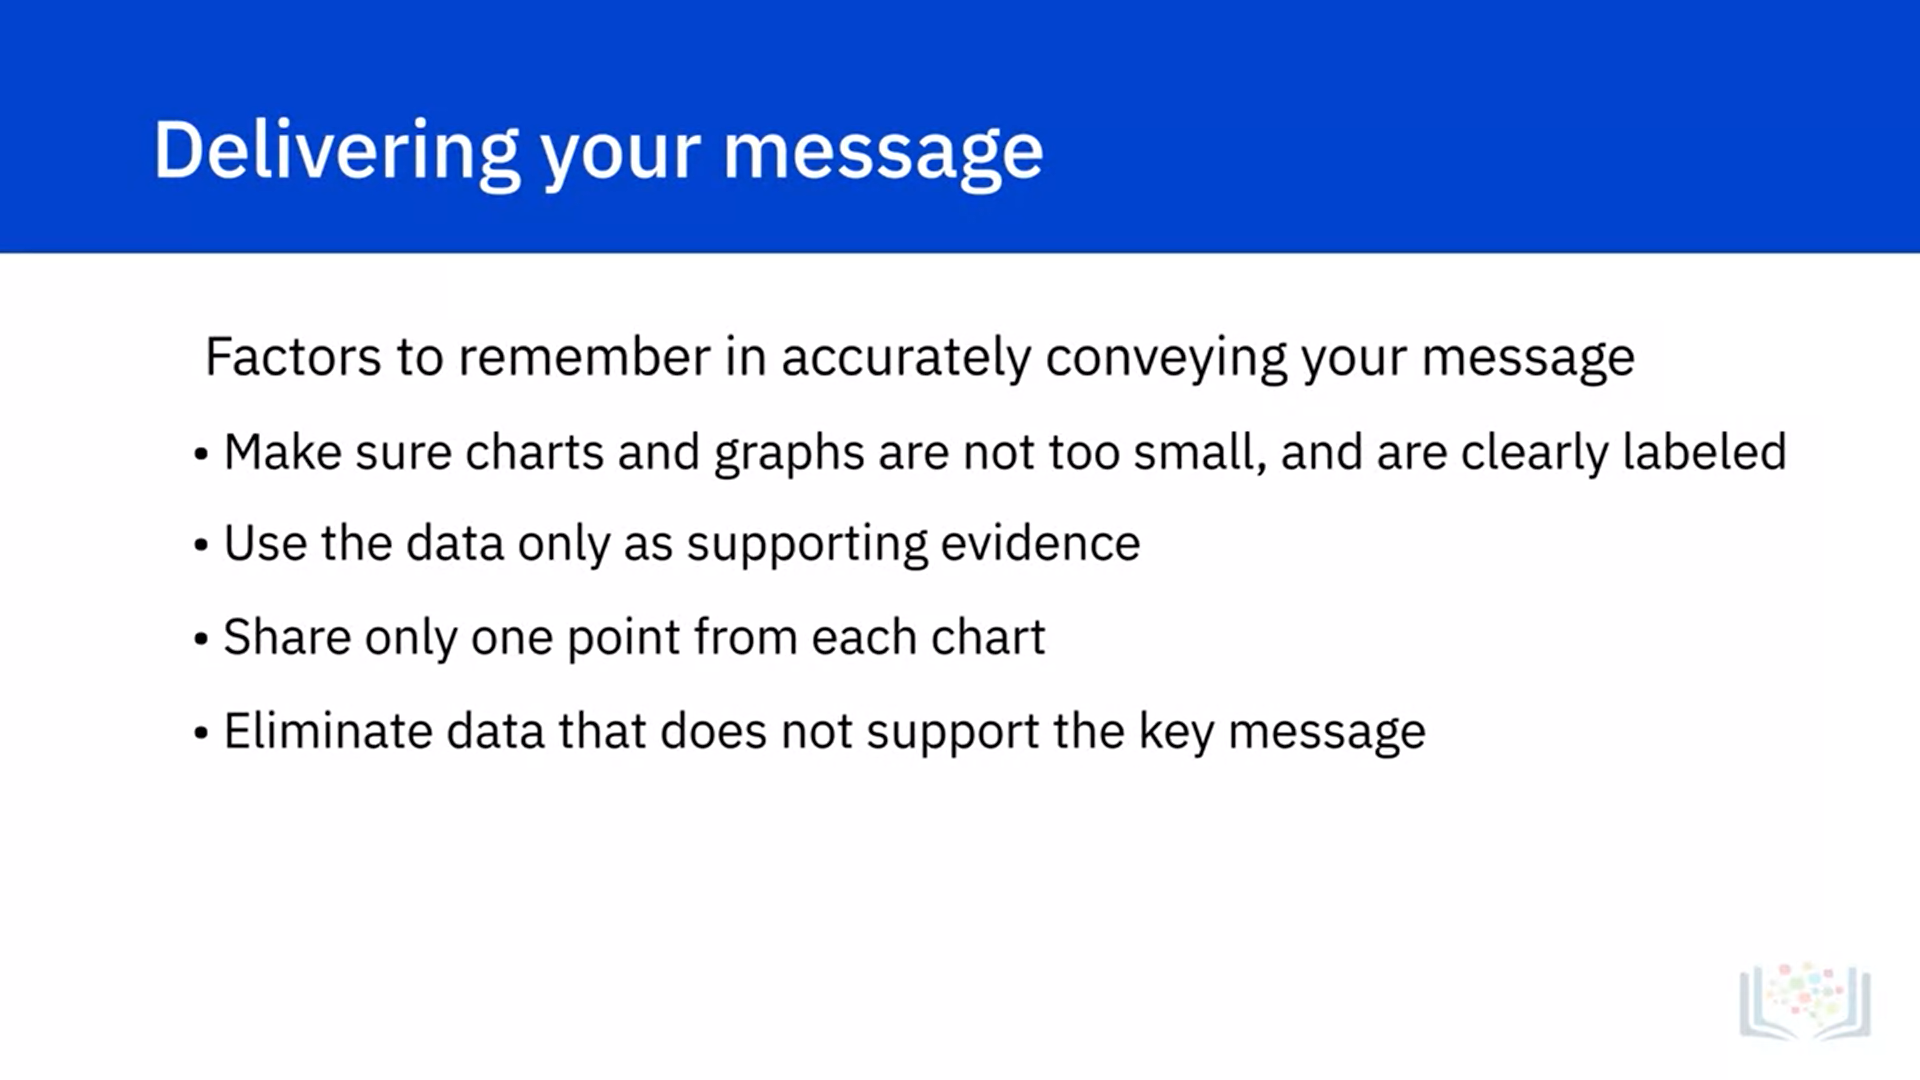 Delivering your message
Factors to remember in accurately conveying your message
• Make sure charts and graphs are not too small, and are clearly labeled
• Use the data only as supporting evidence
• Share only one point from each chart
• Eliminate data that does not support the key message